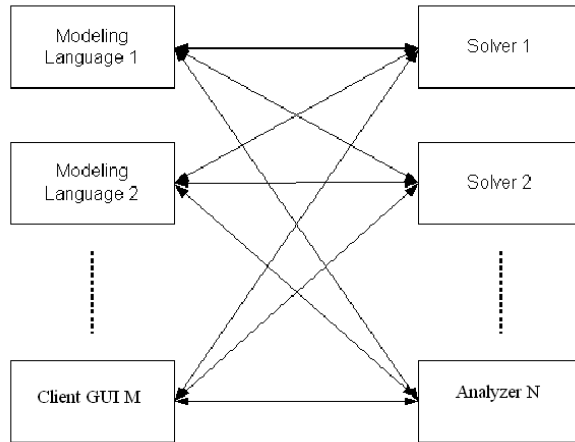 Modeling
Language 1
Solver 1
Modeling
Language 2
Solver 2
Client GUI M
Analyzer N